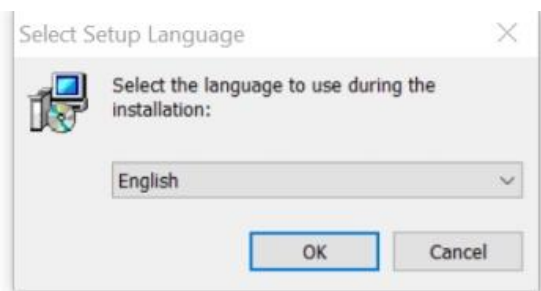 Select Setup Language
Select the language to use during the
installation:
English
OK
Cancel